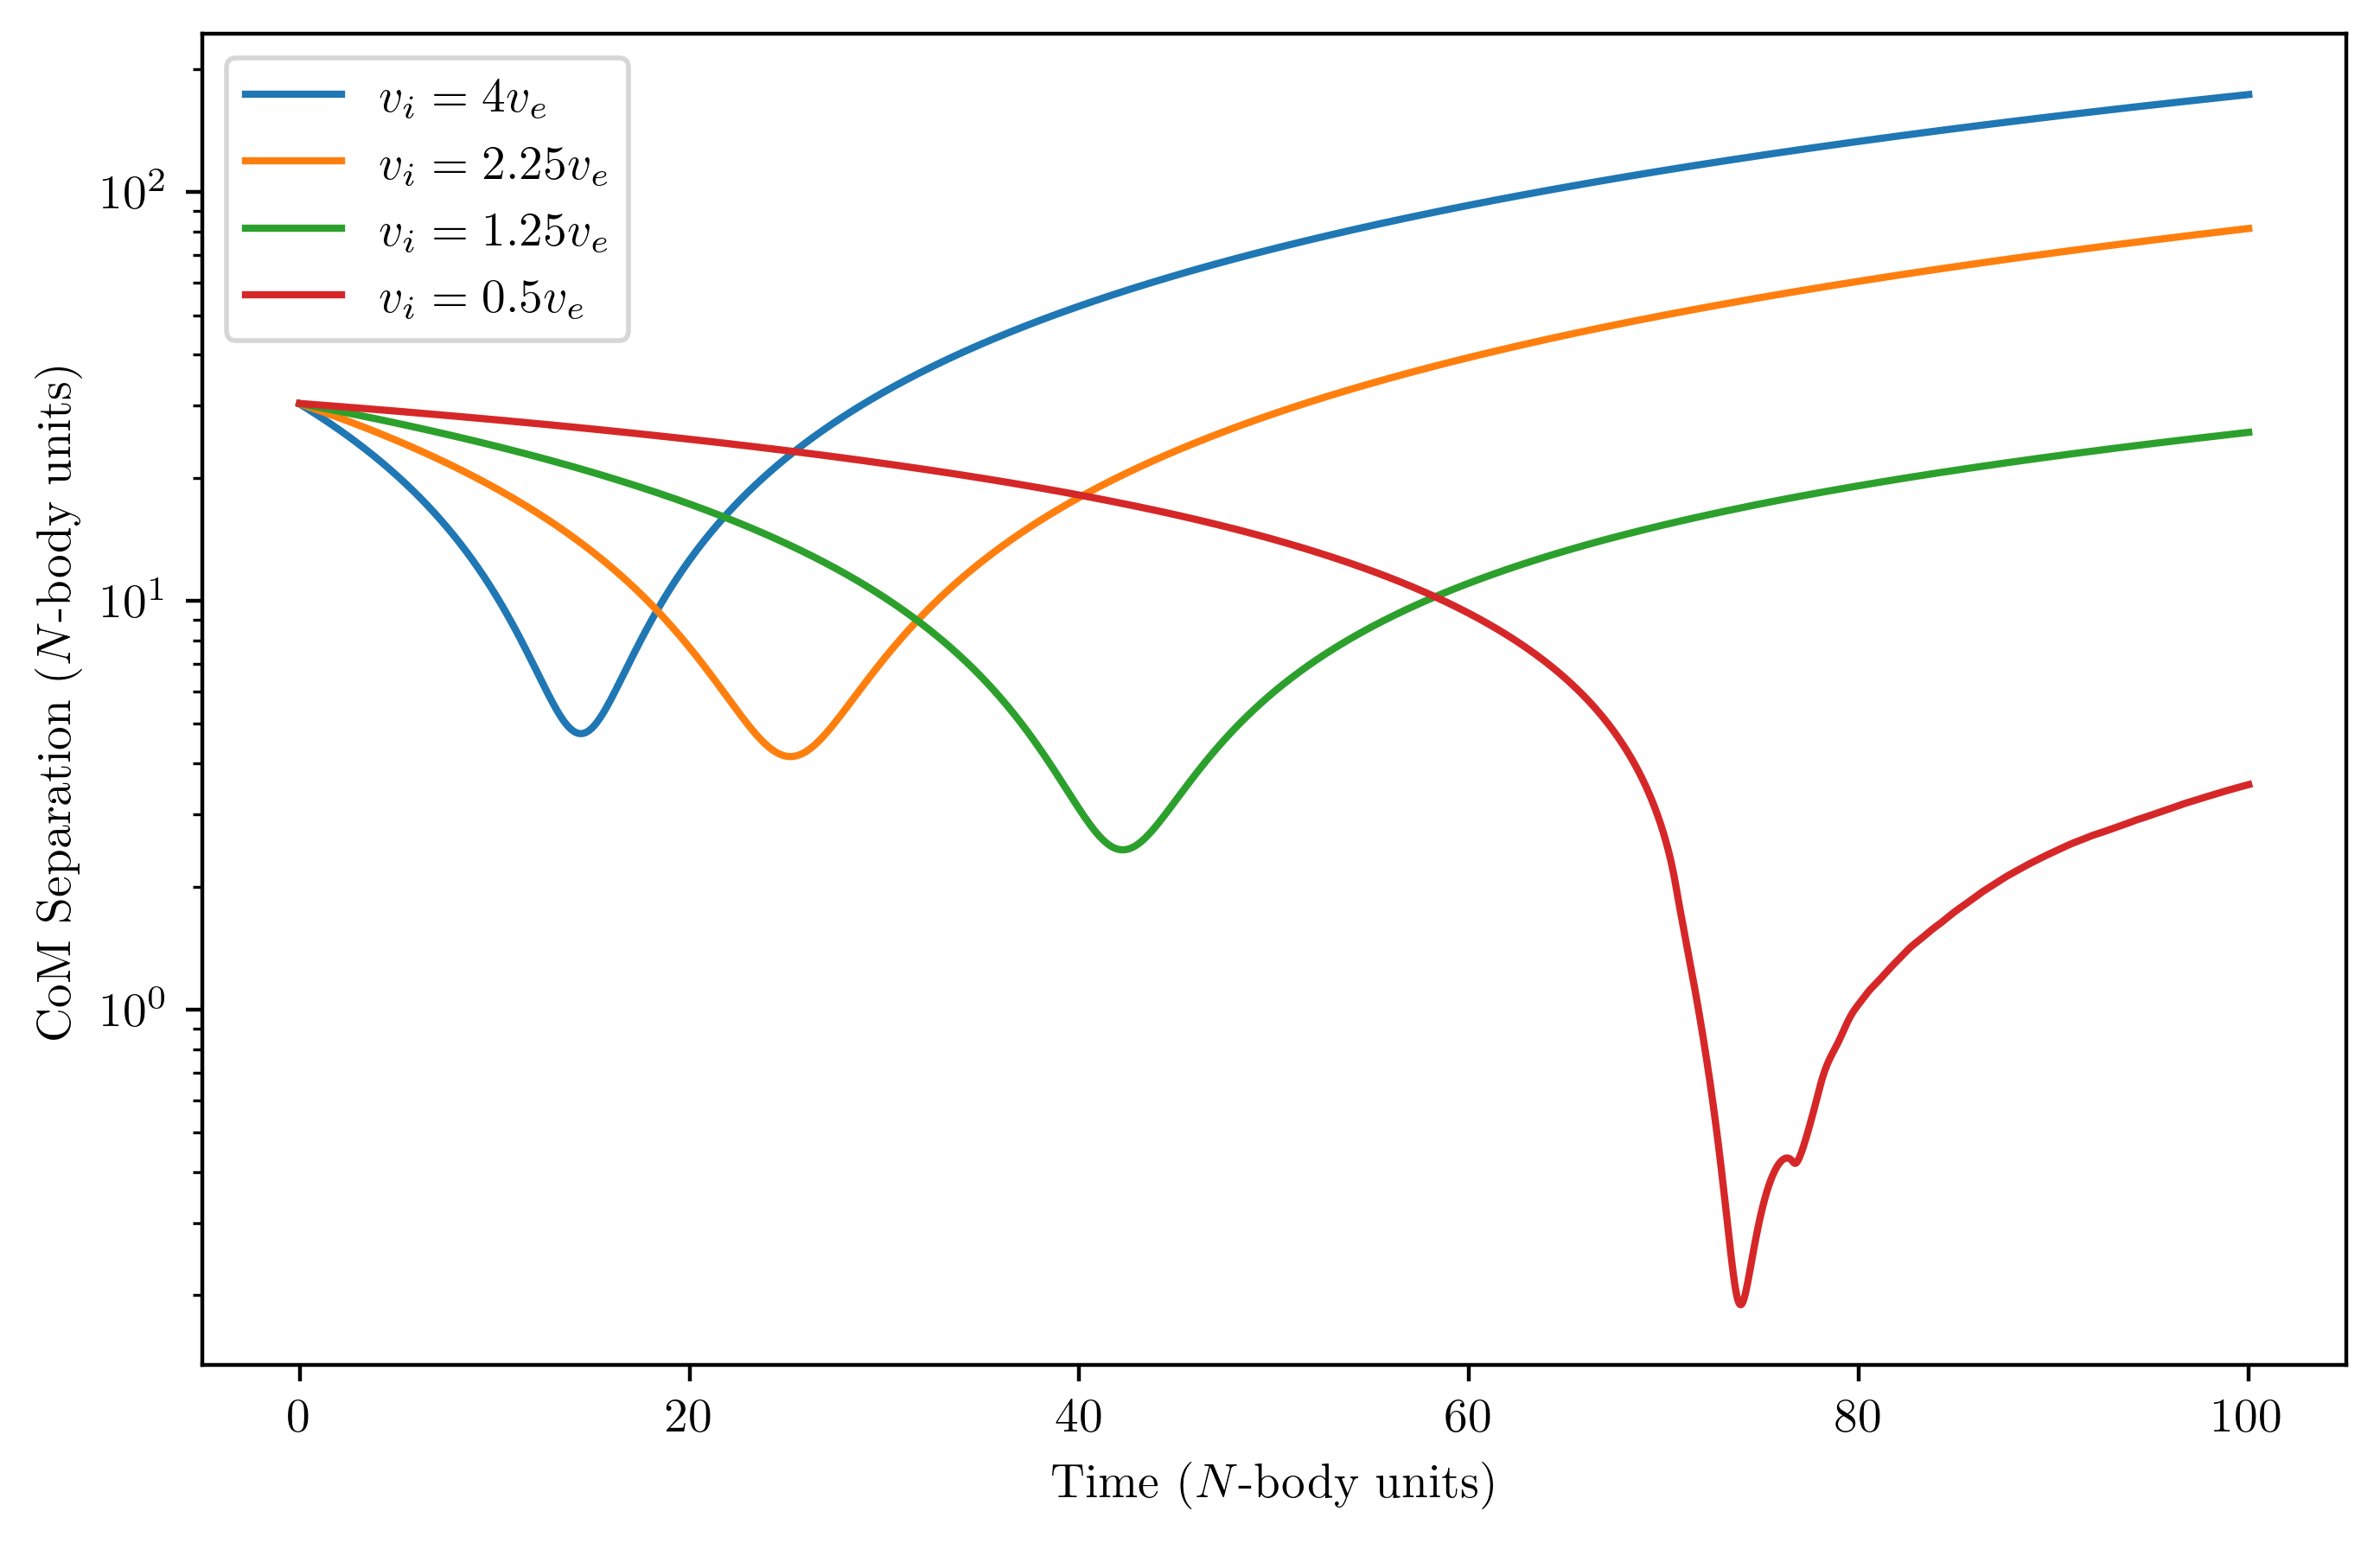 v_i = 4v_e
v_i = 2.25v_e
v_i = 1.25v_e
v_i = 0.5v_e
CoM Separation (N-body units)
10^2
10^1
10^0
0 20 40 60 80 100
Time (N-body units)